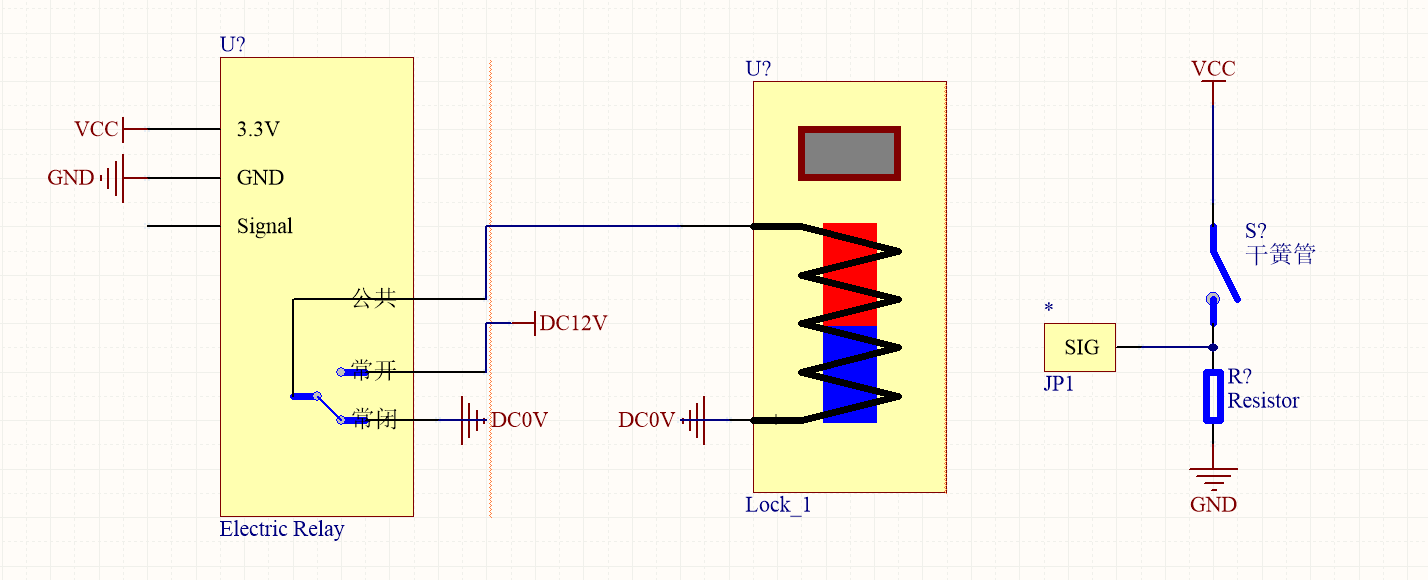 U?
VCC
3.3V
GND
GND
Signal
公共
DC12V
常开
常闭
DC0V
Electric Relay
U?
DC0V
Lock_1
VCC
S?
干簧管
*
SIG
JP1
R?
Resistor
GND